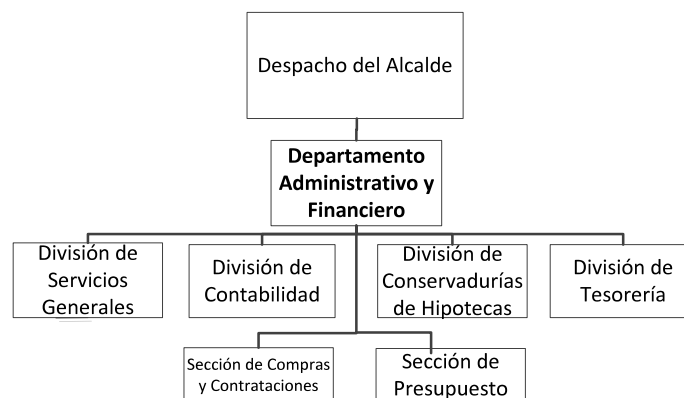 Despacho del Alcalde
Departamento
Administrativo y
Financiero
División de
Servicios
Generales
División de
Contabilidad
División de
Conservadurías
de Hipotecas
División de
Tesorería
Sección de Compras
y Contrataciones
Sección de
Presupuesto